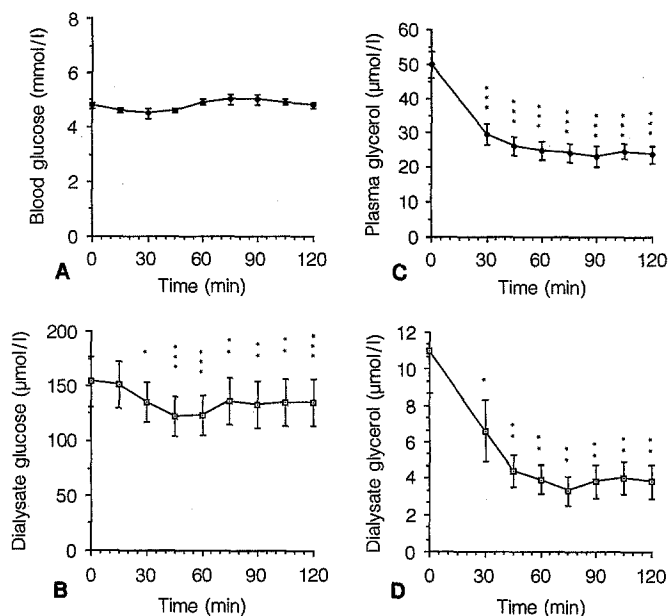 Blood glucose (mmol/l)
8
6
4
2
0
0 30 60 90 120
Time (min)
A
Plasma glycerol (µmol/l)
60
50
40
30
20
10
0
*** *** *** *** *** *** ***
0 30 60 90 120
Time (min)
C
Dialysate glucose (µmol/l)
200
150
100
50
0
* *** *** ** ** ** ***
0 30 60 90 120
Time (min)
B
Dialysate glycerol (µmol/l)
12
10
8
6
4
2
0
* ** ** ** ** ** **
0 30 60 90 120
Time (min)
D